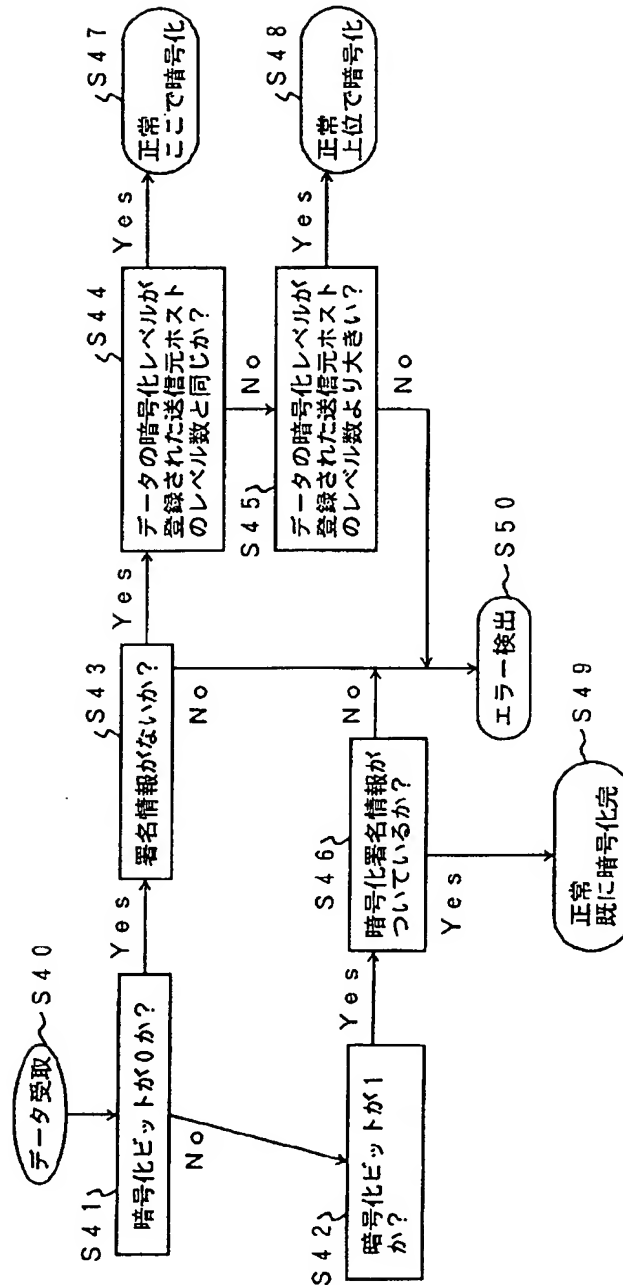 データ受取
S40
S41
暗号化ビットが0か?
Yes
No
S43
署名情報がないか?
Yes
No
S44
データの暗号化レベルが
登録された送信元ホスト
のレベル数と同じか?
Yes
No
S47
正常
ここで暗号化
S45
データの暗号化レベルが
登録された送信元ホスト
のレベル数より大きい?
Yes
No
S48
正常
上位で暗号化
S42
暗号化ビットが1
か?
Yes
S46
暗号化署名情報が
ついているか?
No
Yes
エラー検出
S50
正常
既に暗号化完
S49